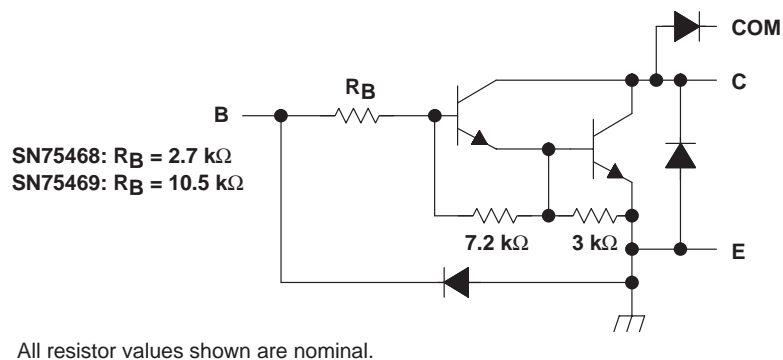 COM
RB
C
B
SN75468: RB = 2.7 kΩ
SN75469: RB = 10.5 kΩ
7.2 kΩ
3 kΩ
E
All resistor values shown are nominal.